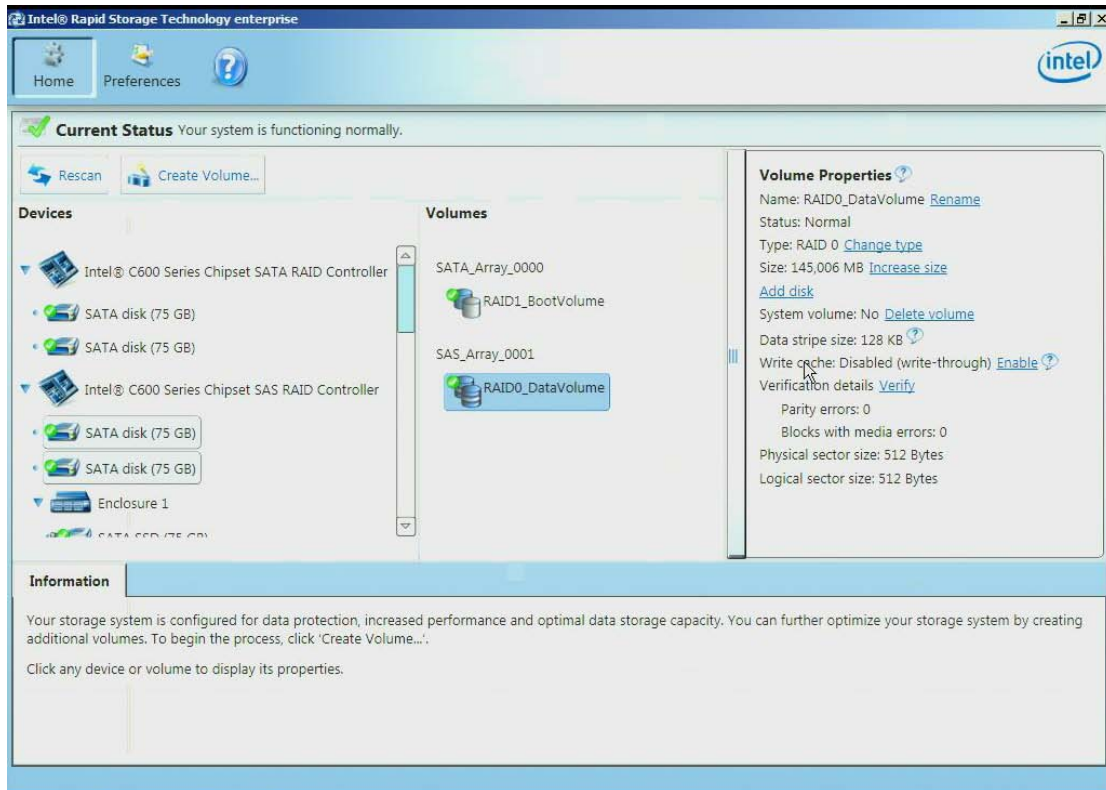 Intel® Rapid Storage Technology enterprise
Home
Preferences
intel
Current Status Your system is functioning normally.
Rescan
Create Volume...
Devices
Intel® C600 Series Chipset SATA RAID Controller
SATA disk (75 GB)
SATA disk (75 GB)
Intel® C600 Series Chipset SAS RAID Controller
SATA disk (75 GB)
SATA disk (75 GB)
Enclosure 1
SATA SSD (75 GB)
Volumes
SATA_Array_0000
RAID1_BootVolume
SAS_Array_0001
RAID0_DataVolume
Volume Properties
Name: RAID0_DataVolume Rename
Status: Normal
Type: RAID 0 Change type
Size: 145,006 MB Increase size
Add disk
System volume: No Delete volume
Data stripe size: 128 KB
Write cache: Disabled (write-through) Enable
Verification details Verify
Parity errors: 0
Blocks with media errors: 0
Physical sector size: 512 Bytes
Logical sector size: 512 Bytes
Information
Your storage system is configured for data protection, increased performance and optimal data storage capacity. You can further optimize your storage system by creating
additional volumes. To begin the process, click 'Create Volume...'.
Click any device or volume to display its properties.